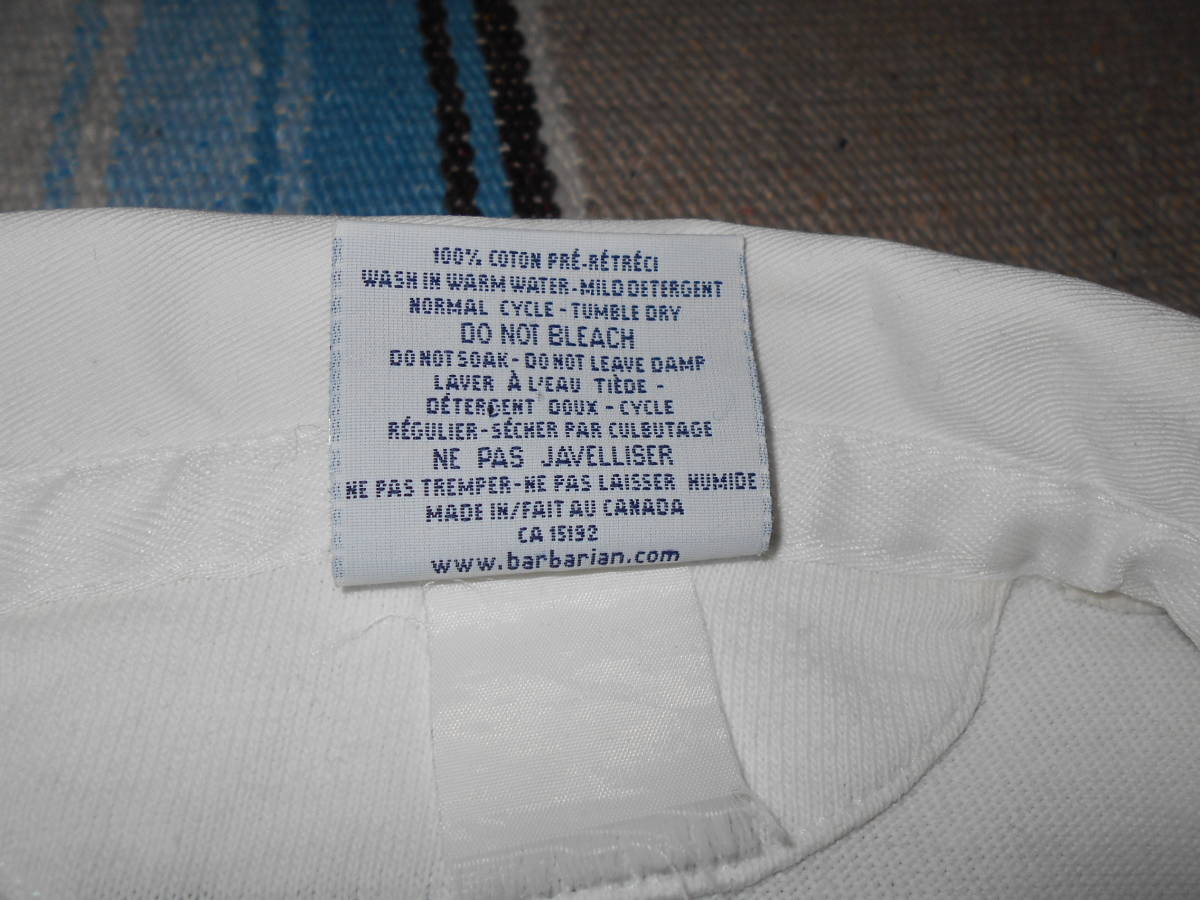 100% COTON PRÉ-RÉTRÉCI
WASH IN WARM WATER-MILD DETERGENT
NORMAL CYCLE-TUMBLE DRY
DO NOT BLEACH
DO NOT SOAK-DO NOT LEAVE DAMP
LAVER À L'EAU TIÈDE -
DÉTERGENT DOUX - CYCLE
RÉGULIER-SÉCHER PAR CULBUTAGE
NE PAS JAVELLISER
NE PAS TREMPER-NE PAS LAISSER HUMIDE
MADE IN/FAIT AU CANADA
CA 15192
www.barbarian.com